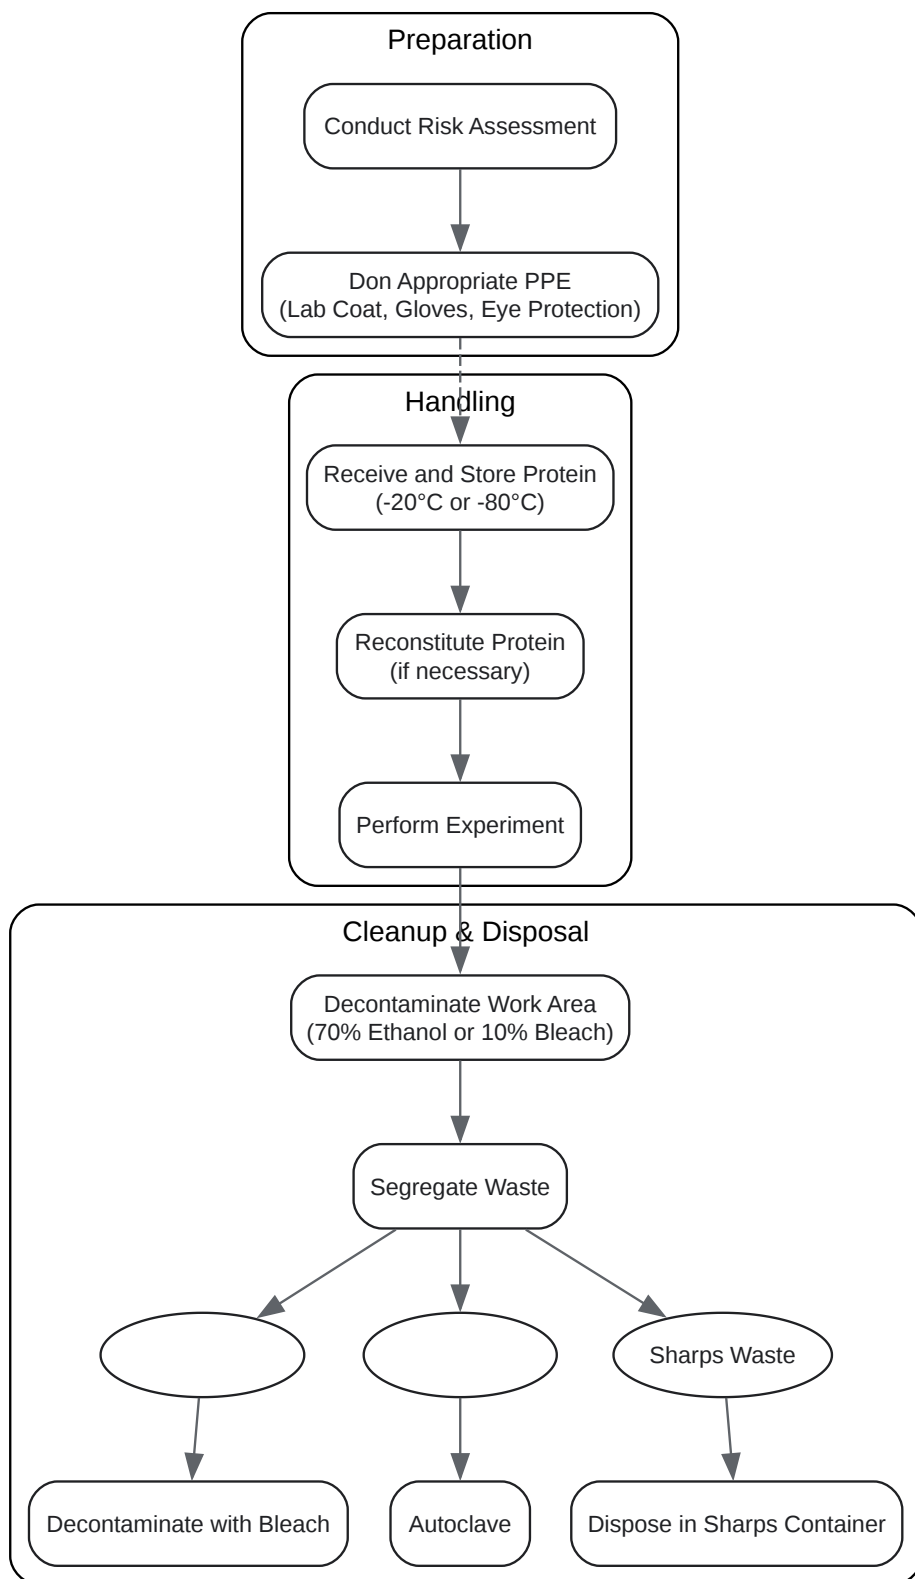 Preparation
Conduct Risk Assessment
Don Appropriate PPE
(Lab Coat, Gloves, Eye Protection)
Handling
Receive and Store Protein
(-20°C or -80°C)
Reconstitute Protein
(if necessary)
Perform Experiment
Cleanup & Disposal
Decontaminate Work Area
(70% Ethanol or 10% Bleach)
Segregate Waste
Sharps Waste
Decontaminate with Bleach
Autoclave
Dispose in Sharps Container